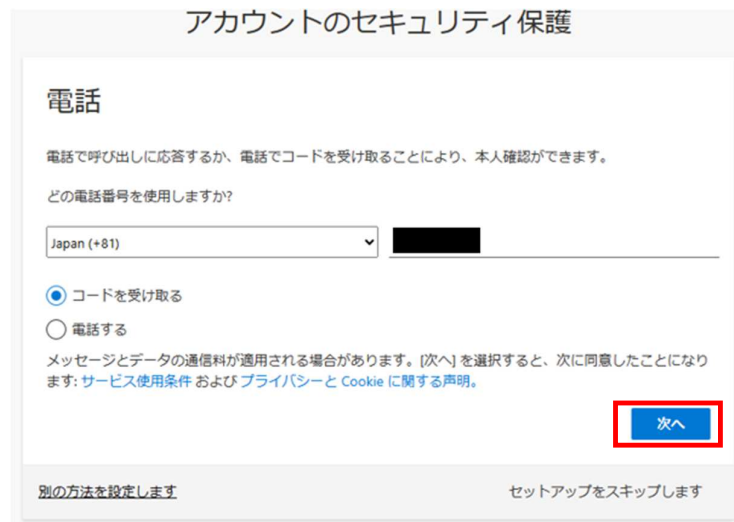 アカウントのセキュリティ保護
電話
電話で呼び出しに応答するか、電話でコードを受け取ることにより、本人確認ができます。
どの電話番号を使用しますか?
Japan (+81)
コードを受け取る
電話する
メッセージとデータの通信料が適用される場合があります。[次へ] を選択すると、次に同意したことになり
ます: サービス使用条件 および プライバシーと Cookie に関する声明。
次へ
別の方法を設定します
セットアップをスキップします